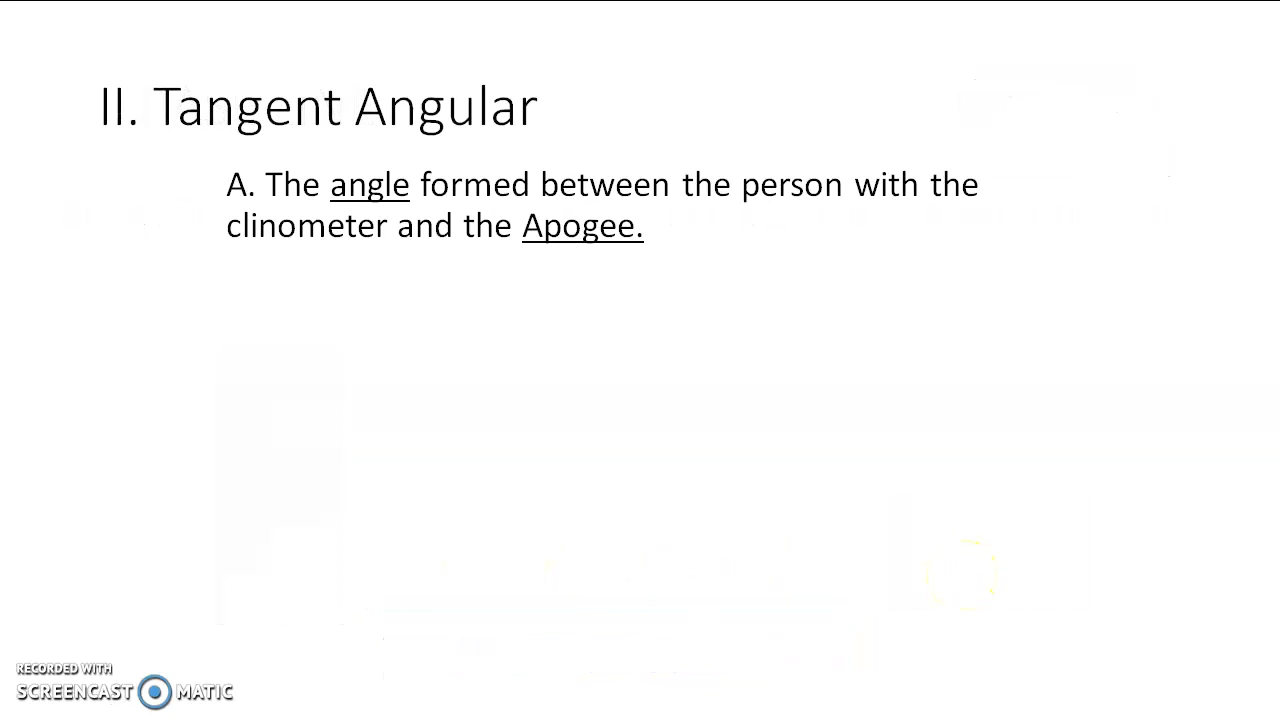 II. Tangent Angular
A. The angle formed between the person with the
clinometer and the Apogee.
RECORDED WITH
SCREENCAST MATIC